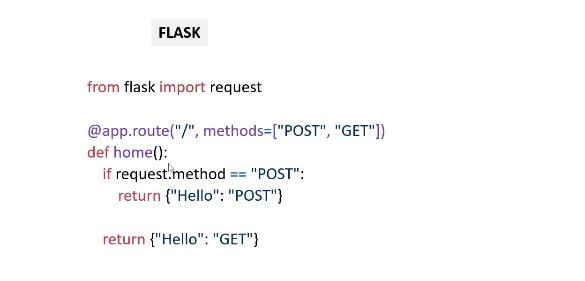 FLASK
from flask import request
@app.route("/", methods=["POST", "GET"])
def home():
if request.method == "POST":
return {"Hello": "POST"}
return {"Hello": "GET"}